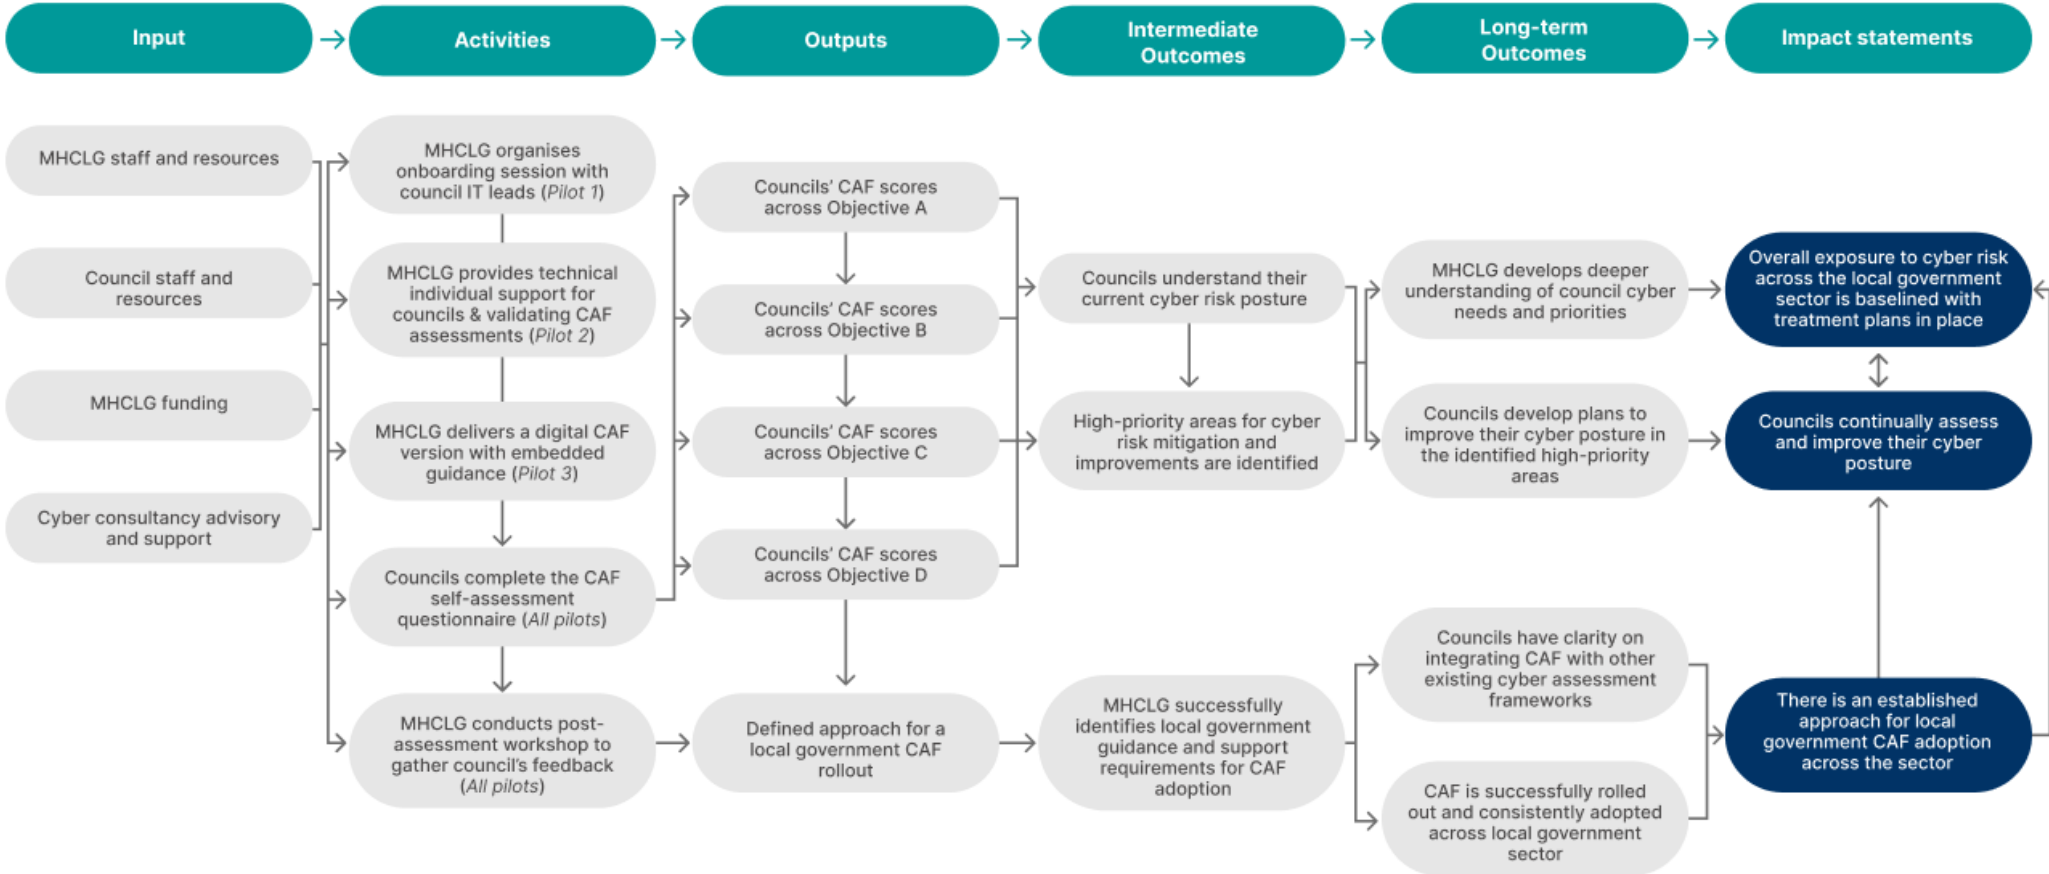 Input
Activities
Outputs
Intermediate
Outcomes
Long-term
Outcomes
Impact statements
MHCLG staff and resources
Council staff and
resources
MHCLG funding
Cyber consultancy advisory
and support
MHCLG organises
onboarding session with
council IT leads (Pilot 1)
MHCLG provides technical
individual support for
councils & validating CAF
assessments (Pilot 2)
MHCLG delivers a digital CAF
version with embedded
guidance (Pilot 3)
Councils complete the CAF
self-assessment
questionnaire (All pilots)
MHCLG conducts post-
assessment workshop to
gather council’s feedback
(All pilots)
Councils’ CAF scores
across Objective A
Councils’ CAF scores
across Objective B
Councils’ CAF scores
across Objective C
Councils’ CAF scores
across Objective D
Defined approach for a
local government CAF
rollout
Councils understand their
current cyber risk posture
High-priority areas for cyber
risk mitigation and
improvements are identified
MHCLG successfully
identifies local government
guidance and support
requirements for CAF
adoption
MHCLG develops deeper
understanding of council cyber
needs and priorities
Councils develop plans to
improve their cyber posture in
the identified high-priority
areas
Councils have clarity on
integrating CAF with other
existing cyber assessment
frameworks
CAF is successfully rolled
out and consistently adopted
across local government
sector
Overall exposure to cyber risk
across the local government
sector is baselined with
treatment plans in place
Councils continually assess
and improve their cyber
posture
There is an established
approach for local
government CAF adoption
across the sector